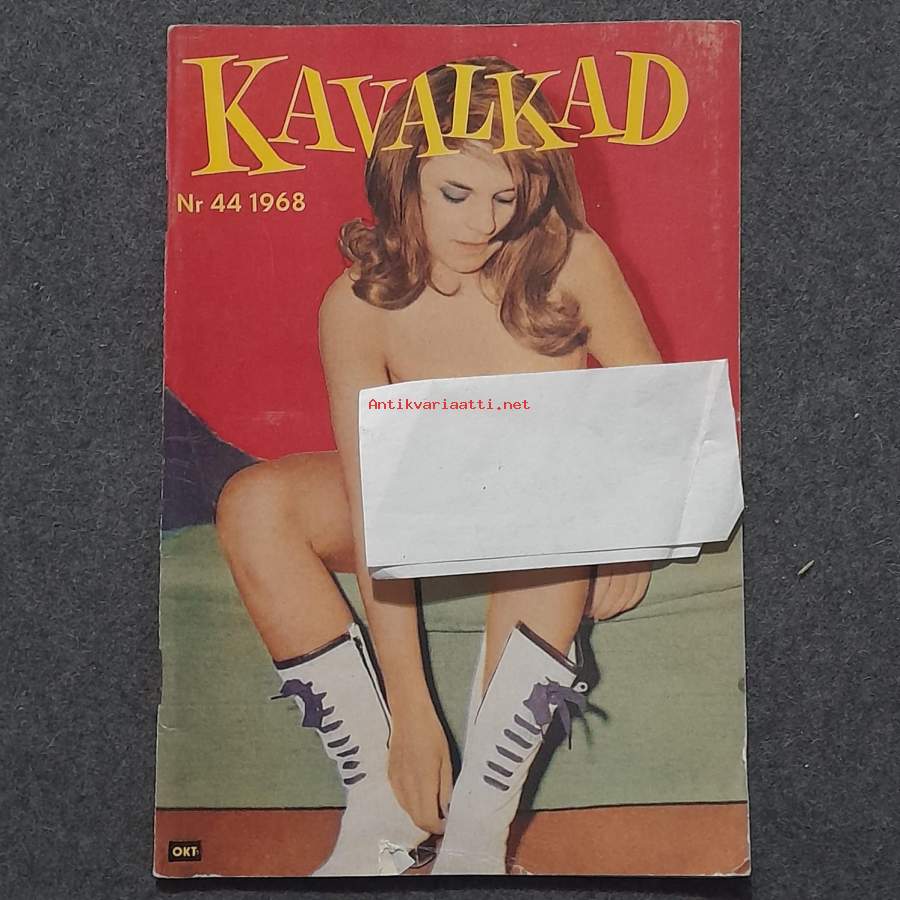 KAVALKAD
Nr 44 1968
Antikvariaatti.net
OKT.